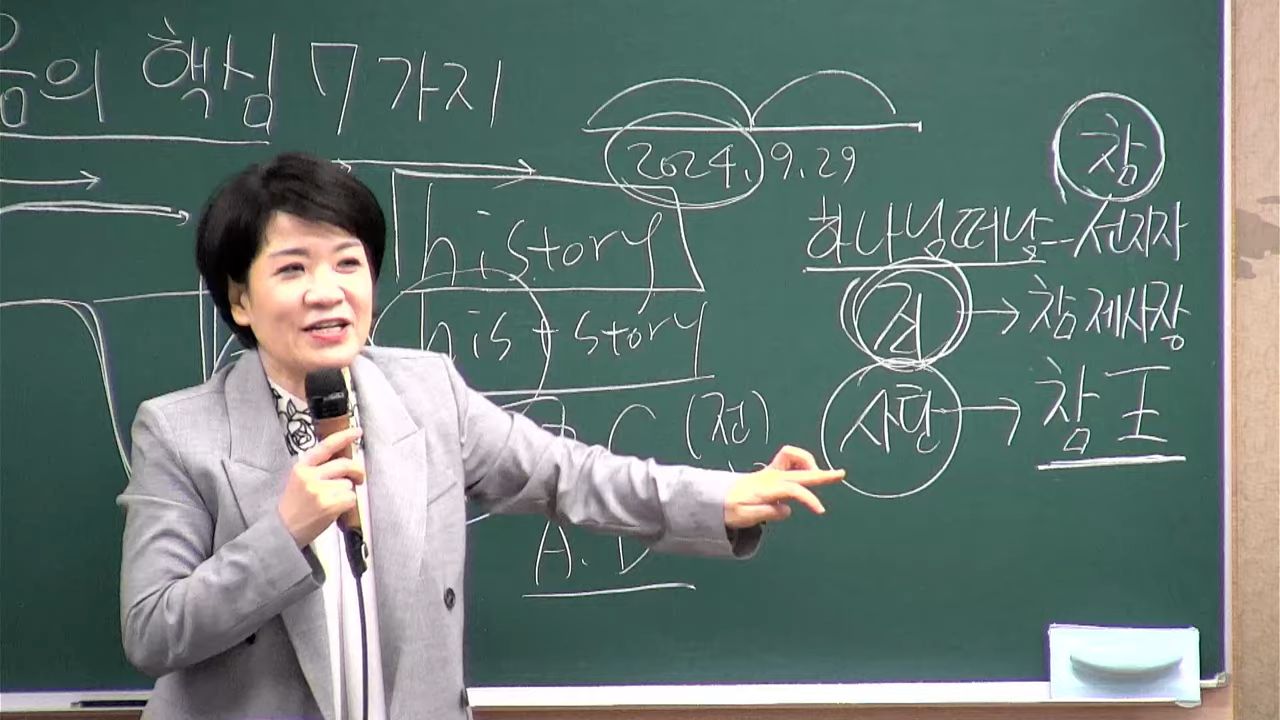 음의 핵심 7가지
2024. 9. 29
참
하나님떠남-선지자
history
죄 → 참제사장
his+story
사탄 → 참 왕
B. C (전)
A. D